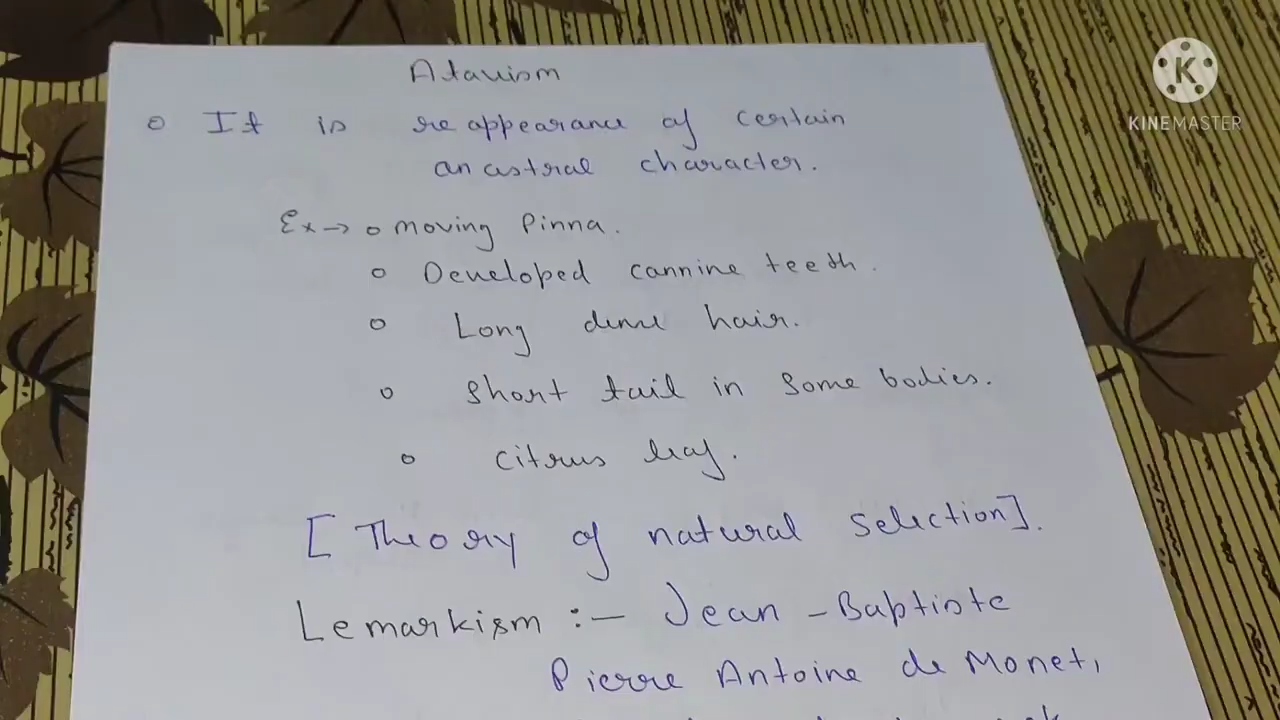 Atavism
o It is reappearance of certain
ancastral character.
Ex→ o moving Pinna.
o Developed cannine teeth.
o Long dense hair.
o Short tail in some bodies.
o citrus leaf.
[Theory of natural selection].
Lemarkism :- Jean-Baptiste
Pierre Antoine de Monet,
K
KINEMASTER